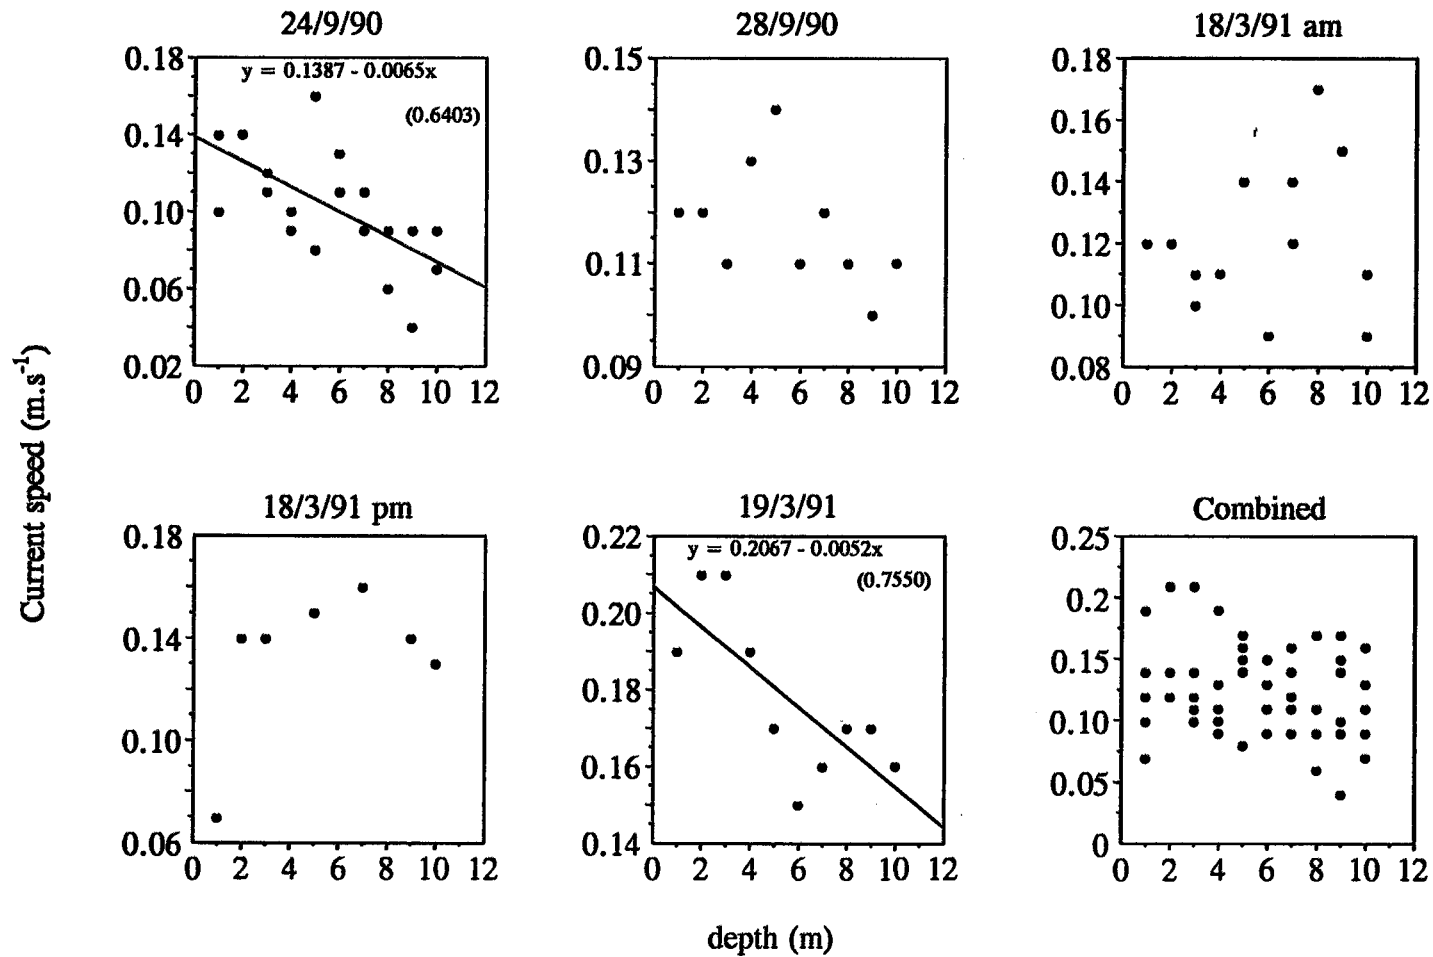 24/9/90
28/9/90
18/3/91 am
y = 0.1387 - 0.0065x
(0.6403)
0.18
0.14
0.10
0.06
0.02
0 2 4 6 8 10 12
0.15
0.13
0.11
0.09
0 2 4 6 8 10 12
0.18
0.16
0.14
0.12
0.10
0.08
0 2 4 6 8 10 12
Current speed (m.s⁻¹)
18/3/91 pm
19/3/91
Combined
0.18
0.14
0.10
0.06
0 2 4 6 8 10 12
y = 0.2067 - 0.0052x
(0.7550)
0.22
0.20
0.18
0.16
0.14
0 2 4 6 8 10 12
0.25
0.2
0.15
0.10
0.05
0
0 2 4 6 8 10 12
depth (m)